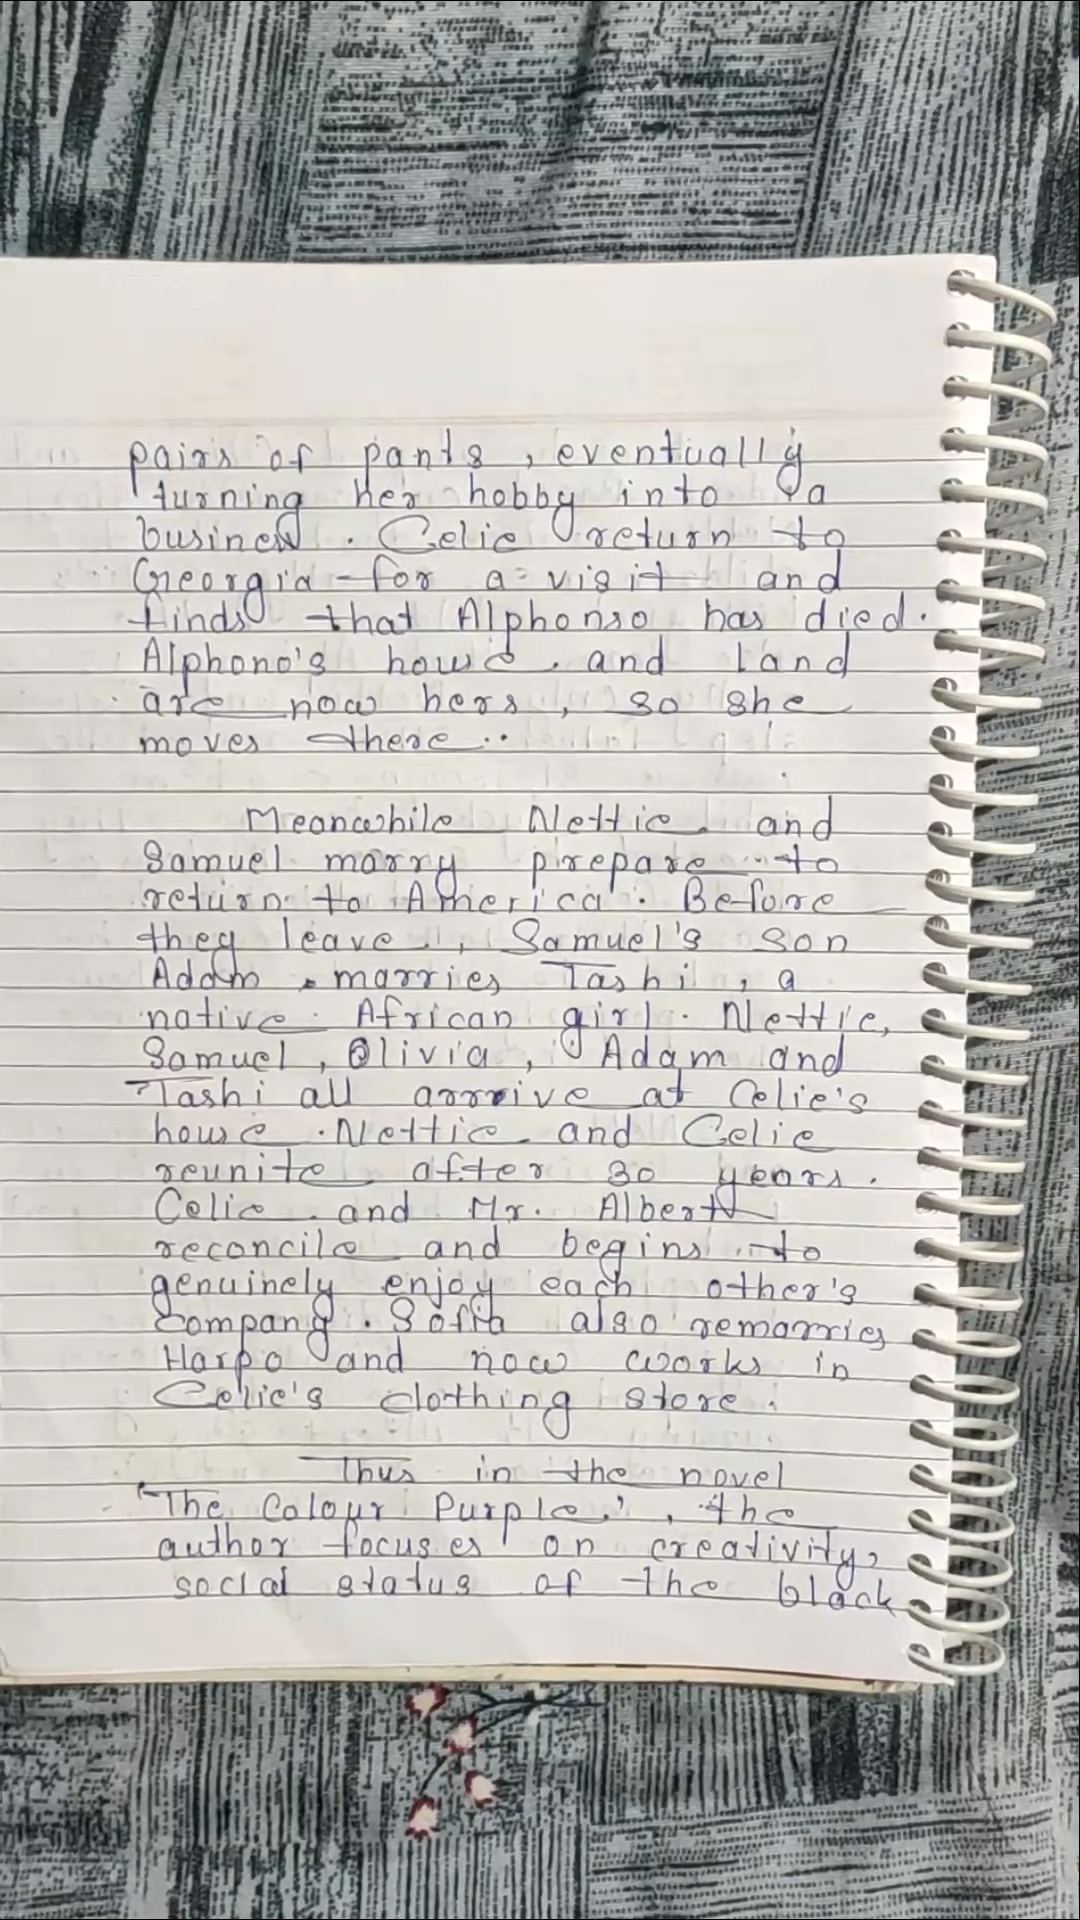 pairs of pants, eventually
turning her hobby into a
business. Celie return to
Georgia for a visit and
finds that Alphonso has died.
Alphono's house and land
are now hers, so she
moves there..
Meanwhile Nettie and
Samuel marry prepare to
return to America. Before
they leave, Samuel's son
Adam marries Tashi, a
native African girl. Nettie,
Samuel, Olivia, Adam and
Tashi all arrive at Celie's
house. Nettie and Celie
reunite after 30 years.
Celie and Mr. Albert
reconcile and begins to
genuinely enjoy each other's
company. Sofia also remarries
Harpo and now works in
Celie's clothing store.
Thus in the novel
'The Colour Purple', the
author focuses on creativity,
social status of the black